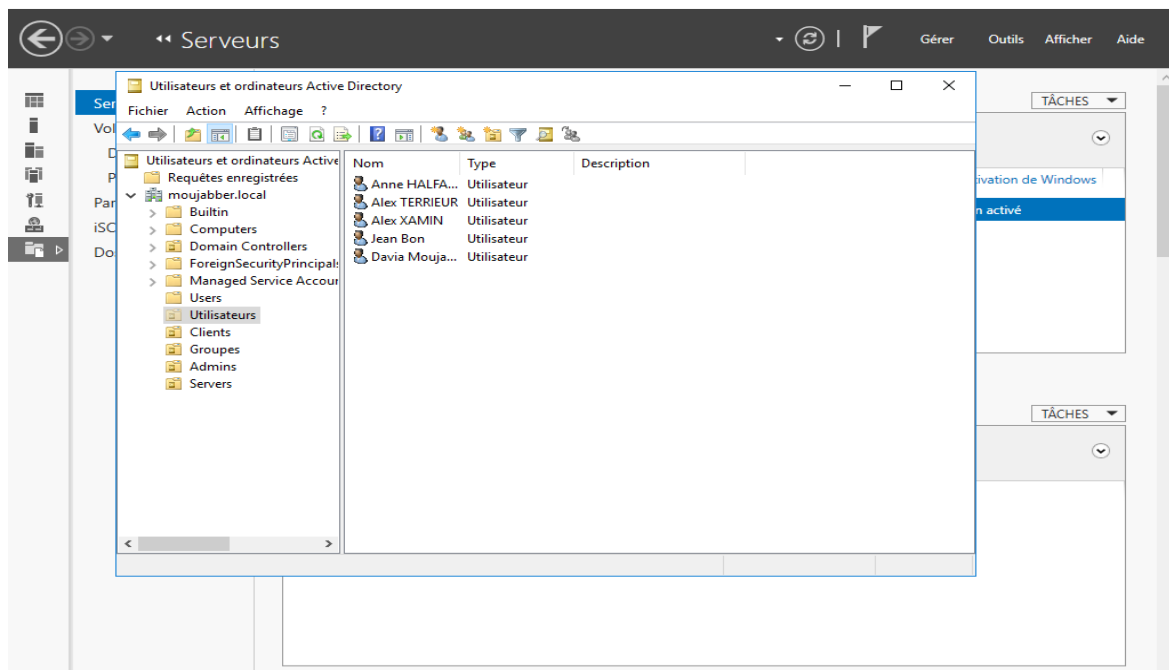 Serveurs
Gérer Outils Afficher Aide
Utilisateurs et ordinateurs Active Directory
Fichier Action Affichage ?
Utilisateurs et ordinateurs Active
Requêtes enregistrées
moujabber.local
Builtin
Computers
Domain Controllers
ForeignSecurityPrincipal
Managed Service Accour
Users
Utilisateurs
Clients
Groupes
Admins
Servers
Nom Type Description
Anne HALFA... Utilisateur
Alex TERRIEUR Utilisateur
Alex XAMIN Utilisateur
Jean Bon Utilisateur
Davia Mouja... Utilisateur
Ser
Vol
D
P
Par
iSC
Do
TÂCHES
ivation de Windows
n activé
TÂCHES